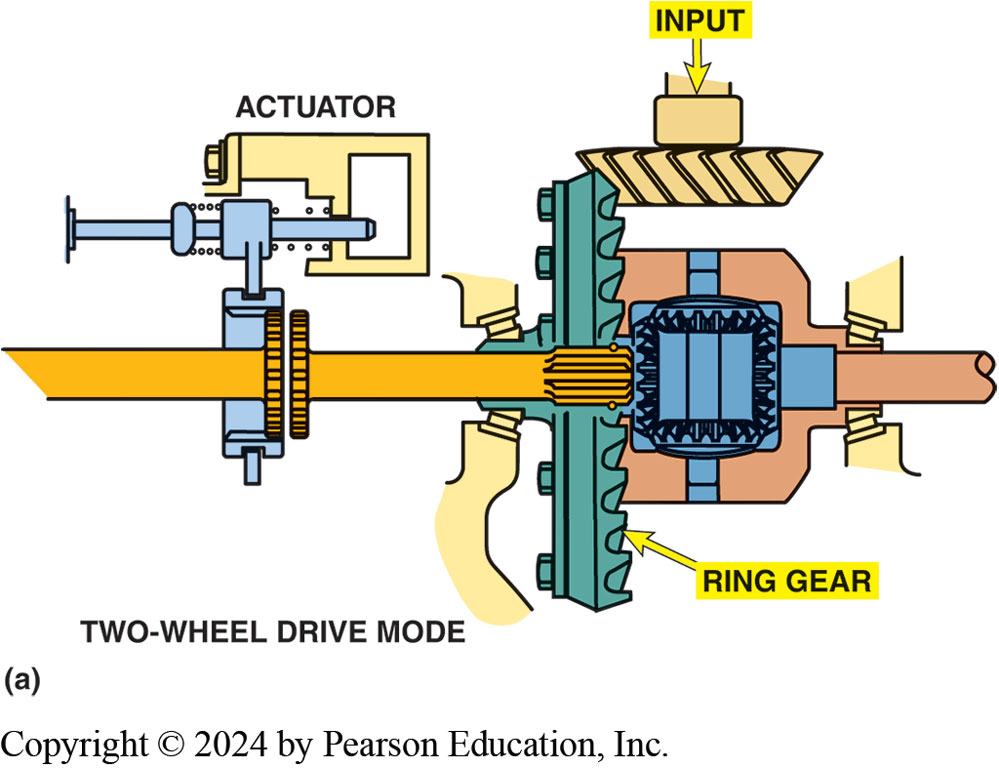 INPUT
ACTUATOR
RING GEAR
TWO-WHEEL DRIVE MODE
(a)
Copyright © 2024 by Pearson Education, Inc.